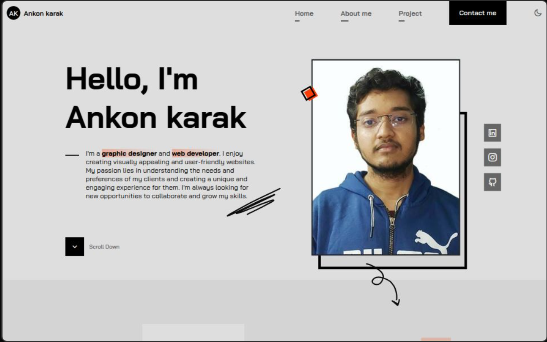 AK Ankon karak
Home About me Project Contact me
Hello, I'm
Ankon karak
I'm a graphic designer and web developer. I enjoy
creating visually appealing and user-friendly websites.
My passion lies in understanding the needs and
preferences of my clients and creating a unique and
engaging experience for them. I'm always looking for
new opportunities to collaborate and grow my skills.
Scroll Down
in